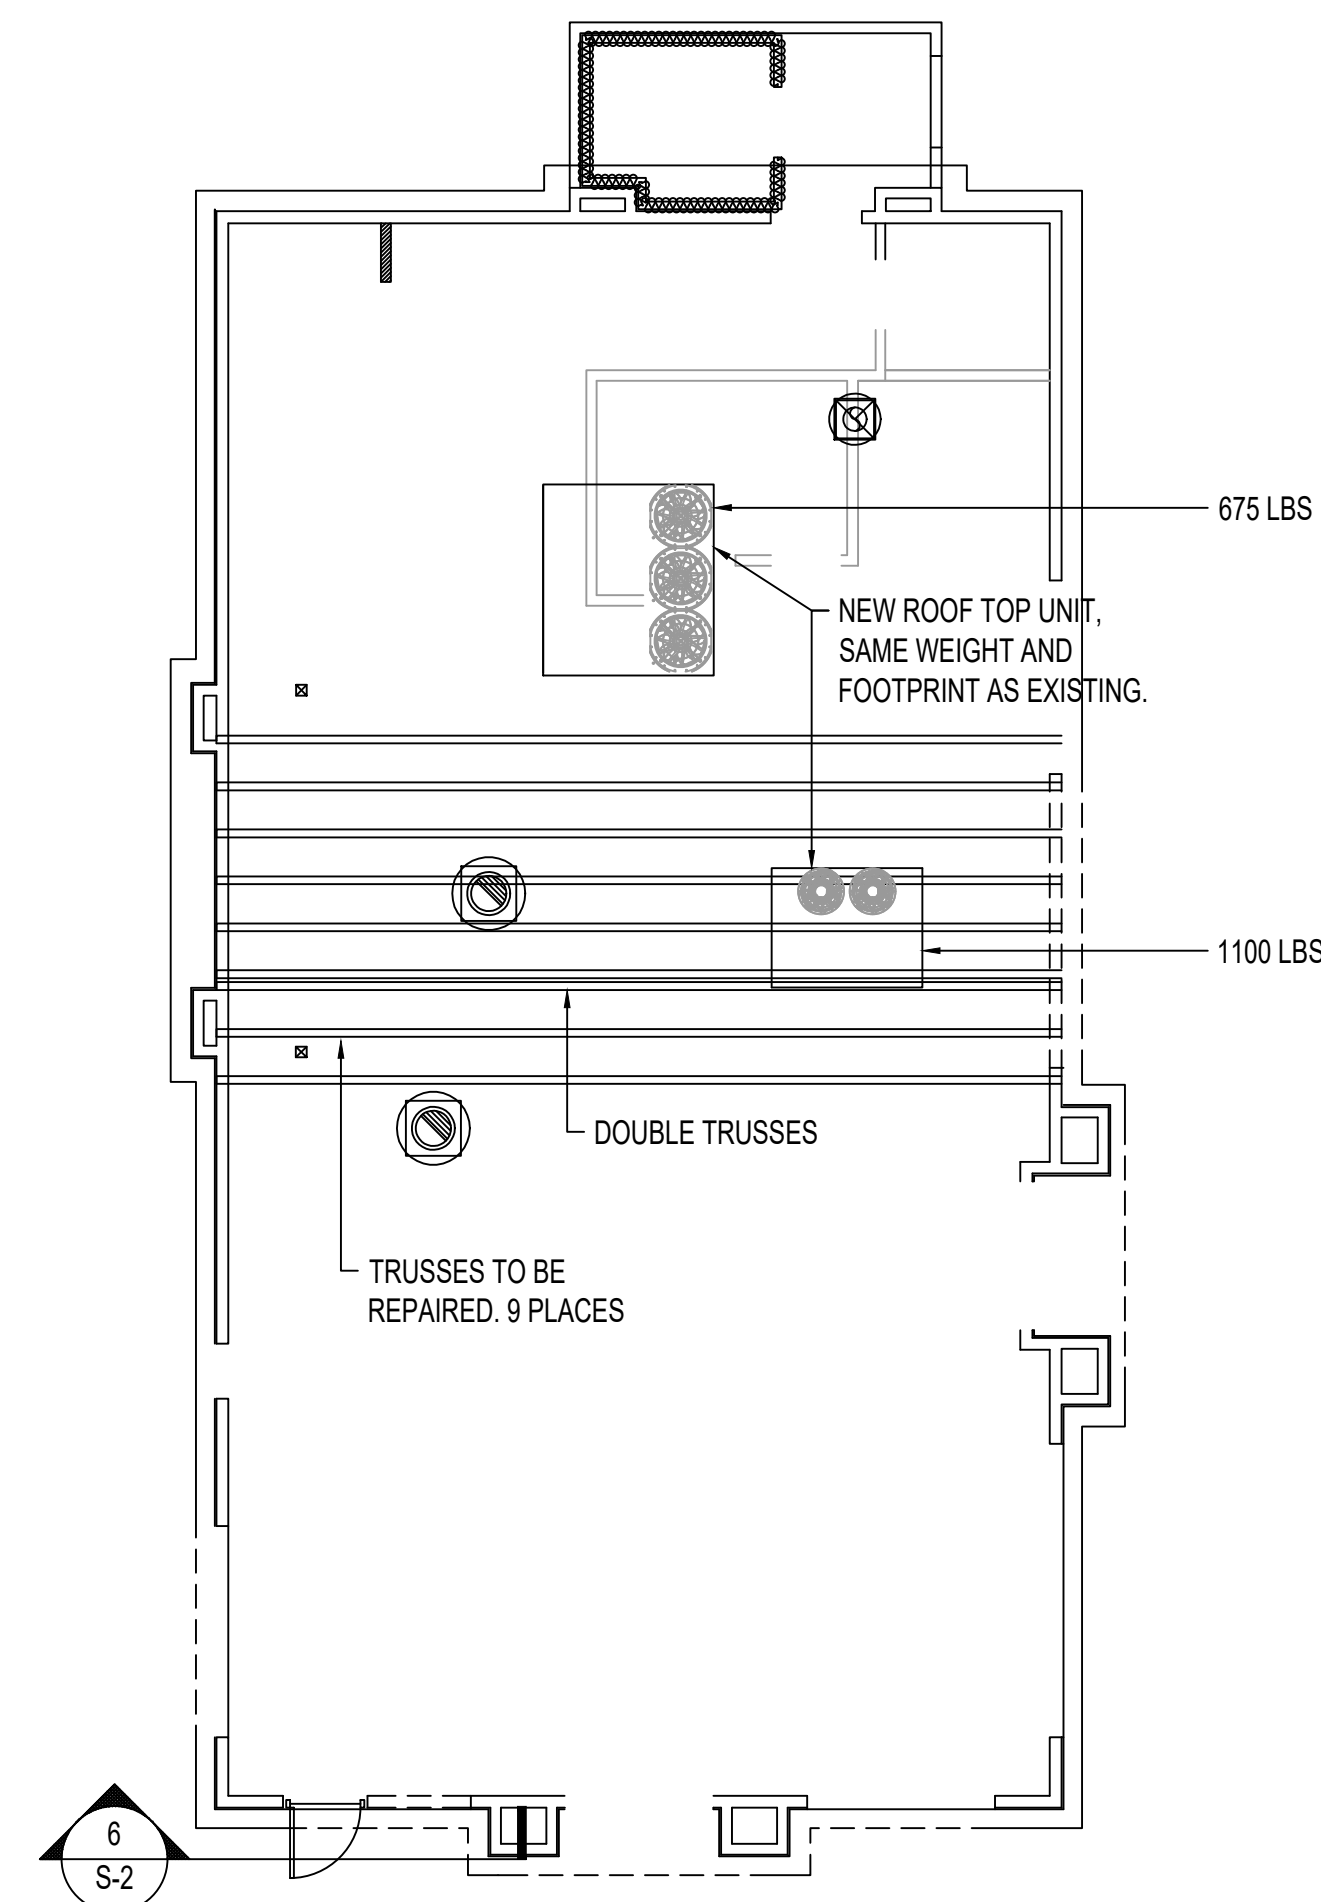 675 LBS
NEW ROOF TOP UNIT,
SAME WEIGHT AND
FOOTPRINT AS EXISTING.
1100 LBS
DOUBLE TRUSSES
TRUSSES TO BE
REPAIRED. 9 PLACES
6
S-2